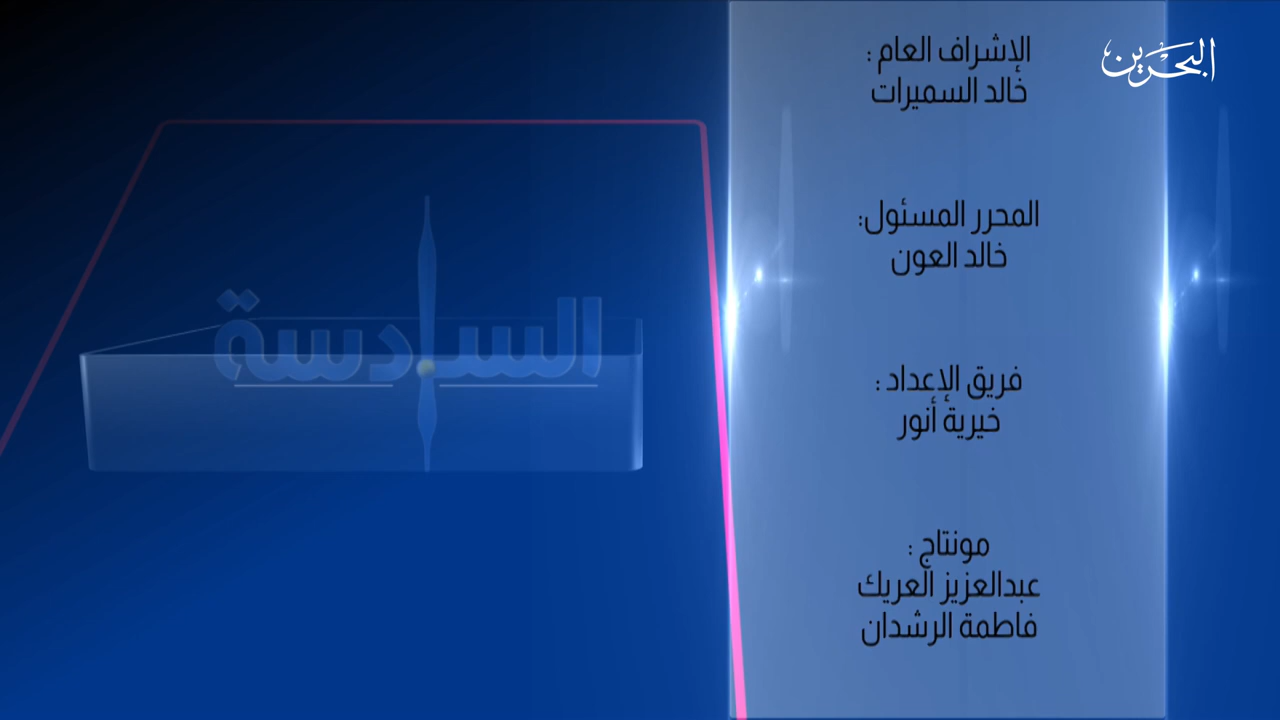 البحرين
الإشراف العام :
خالد السميرات
المحرر المسئول:
خالد العون
السادسة
فريق الإعداد :
خيرية أنور
مونتاج :
عبدالعزيز العريك
فاطمة الرشدان